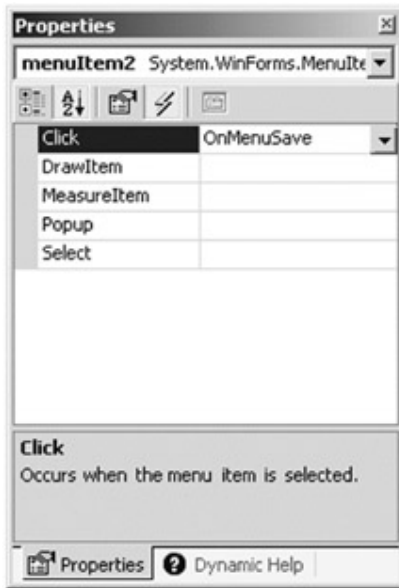 Properties
menuItem2 System.WinForms.MenuIte
Click OnMenuSave
DrawItem
MeasureItem
Popup
Select
Click
Occurs when the menu item is selected.
Properties Dynamic Help